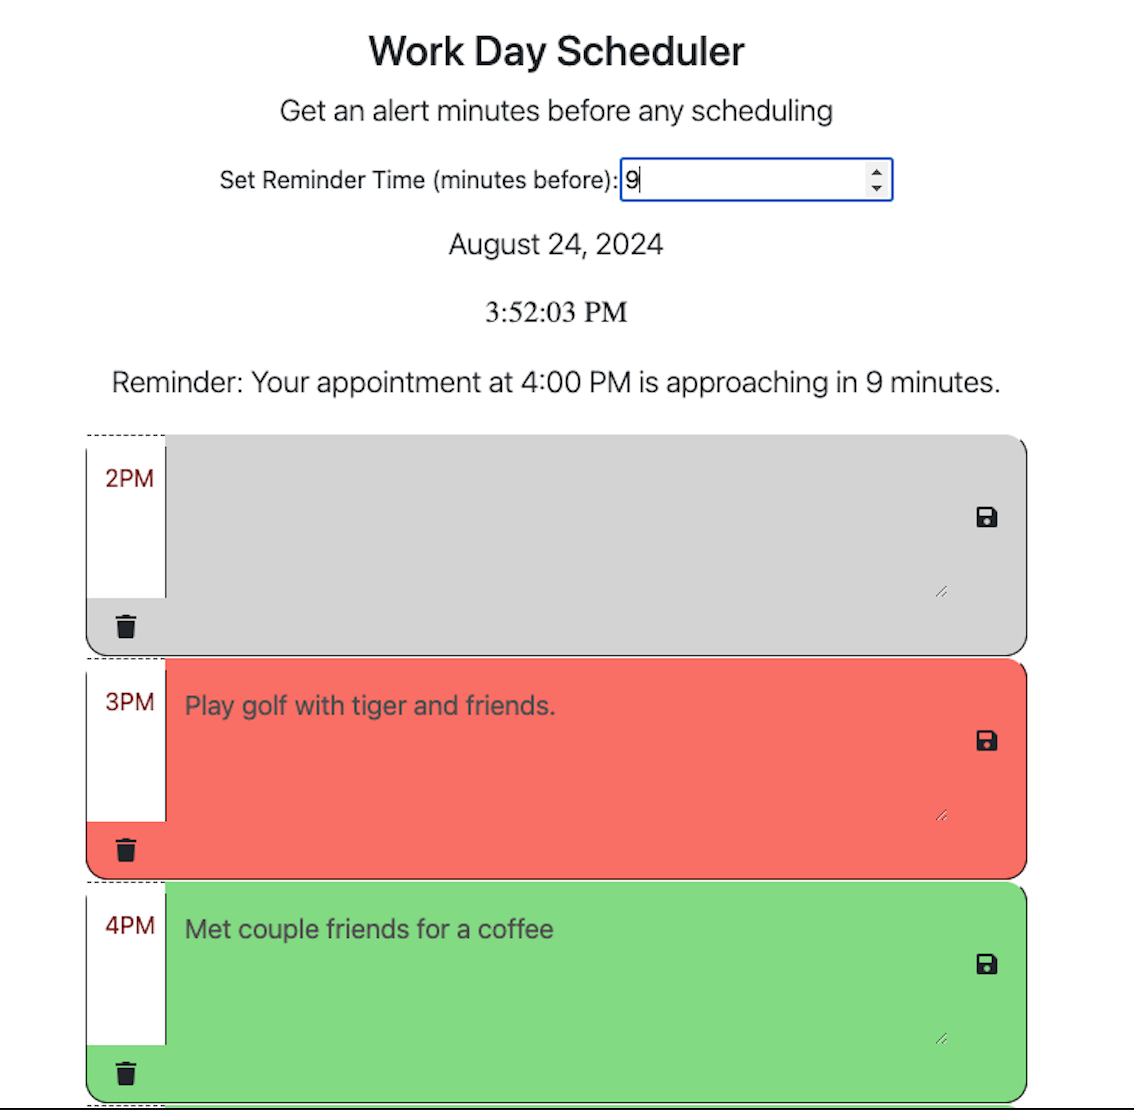 Work Day Scheduler
Get an alert minutes before any scheduling
Set Reminder Time (minutes before): 9
August 24, 2024
3:52:03 PM
Reminder: Your appointment at 4:00 PM is approaching in 9 minutes.
2PM
3PM Play golf with tiger and friends.
4PM Met couple friends for a coffee